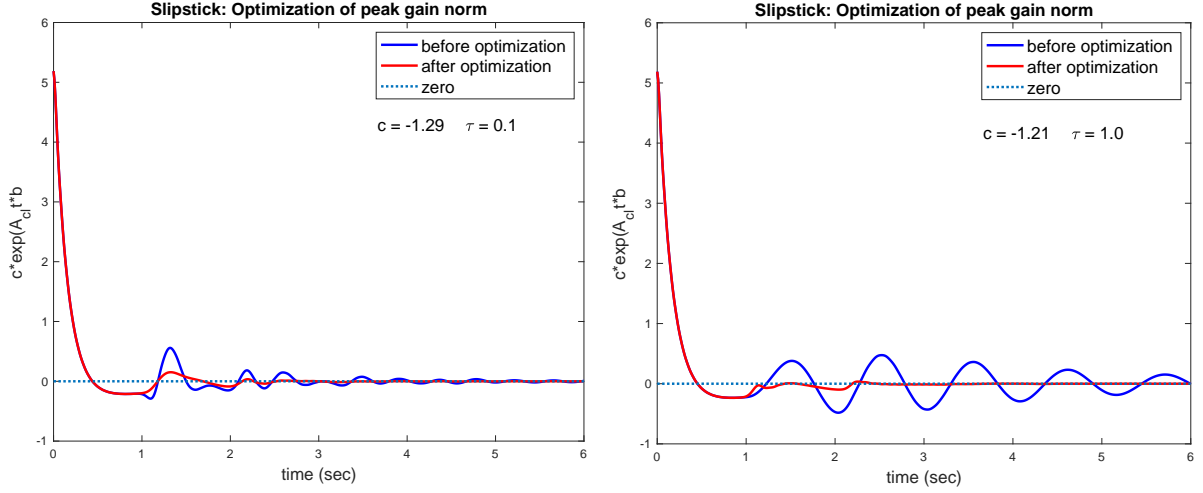 Slipstick: Optimization of peak gain norm
before optimization
after optimization
zero
c = -1.29 τ = 0.1
6
5
4
3
2
1
0
-1
c*exp(A_cl t*b
0 1 2 3 4 5 6
time (sec)
Slipstick: Optimization of peak gain norm
before optimization
after optimization
zero
c = -1.21 τ = 1.0
6
5
4
3
2
1
0
-1
c*exp(A_cl t*b
0 1 2 3 4 5 6
time (sec)